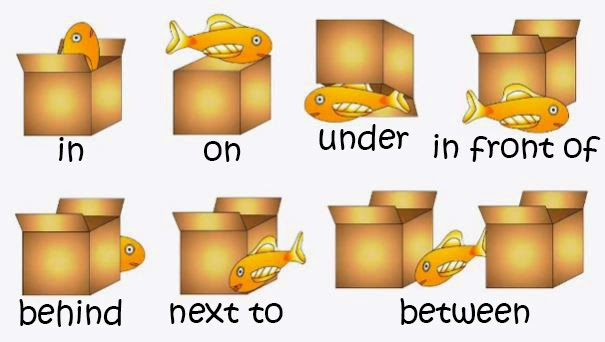 in
on
under
in front of
behind
next to
between